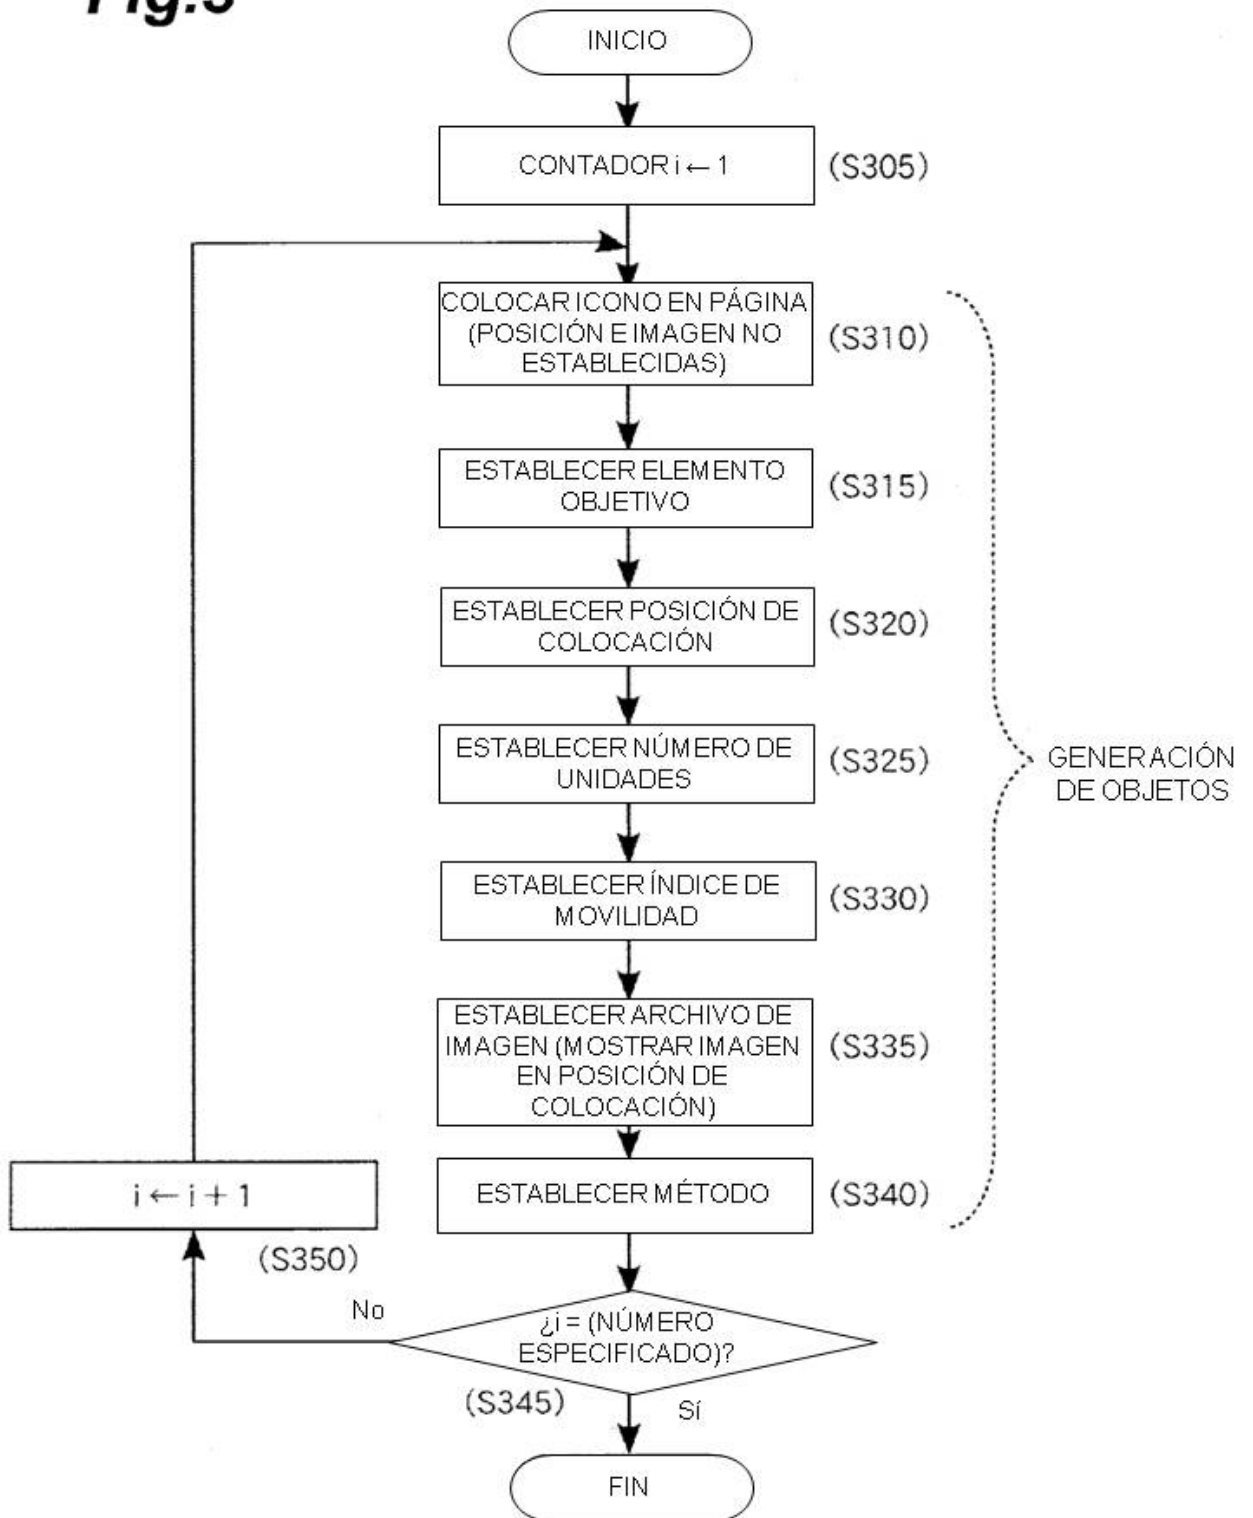 INICIO
CONTADOR i ← 1
(S305)
COLOCAR ICONO EN PÁGINA
(POSICIÓN E IMAGEN NO
ESTABLECIDAS)
(S310)
ESTABLECER ELEMENTO
OBJETIVO
(S315)
ESTABLECER POSICIÓN DE
COLOCACIÓN
(S320)
ESTABLECER NÚMERO DE
UNIDADES
(S325)
GENERACIÓN
DE OBJETOS
ESTABLECER ÍNDICE DE
MOVILIDAD
(S330)
ESTABLECER ARCHIVO DE
IMAGEN (MOSTRAR IMAGEN
EN POSICIÓN DE
COLOCACIÓN)
(S335)
ESTABLECER MÉTODO
(S340)
i ← i + 1
(S350)
No
¿i = (NÚMERO
ESPECIFICADO)?
(S345)
Sí
FIN